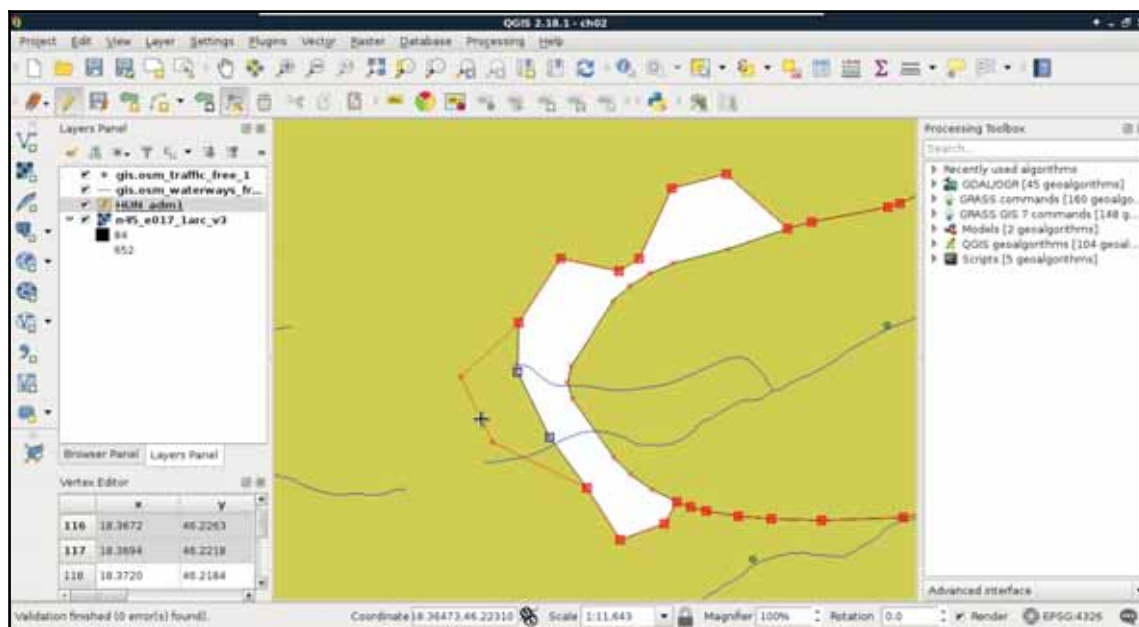 QGIS 2.18.1 - ch02
Project Edit View Layer Settings Plugins Vector Raster Database Processing Help
Layers Panel
gis.osm_traffic_free_1
gis.osm_waterways_fr...
HUN_adm1
n45_e017_1arc_v3
84
652
Browser Panel Layers Panel
Vertex Editor
x y
116 18.3672 46.2263
117 18.3694 46.2218
118 18.3720 46.2184
Processing Toolbox
Search...
Recently used algorithms
GDAL/OGR [45 geoalgorithms]
GRASS commands [160 geoalgo...
GRASS GIS 7 commands [148 g...
Models [2 geoalgorithms]
QGIS geoalgorithms [104 geoal...
Scripts [5 geoalgorithms]
Advanced interface
Validation finished (0 error(s) found). Coordinate 18.36473,46.22310 Scale 1:11,643 Magnifier 100% Rotation 0.0 Render EPSG:4326